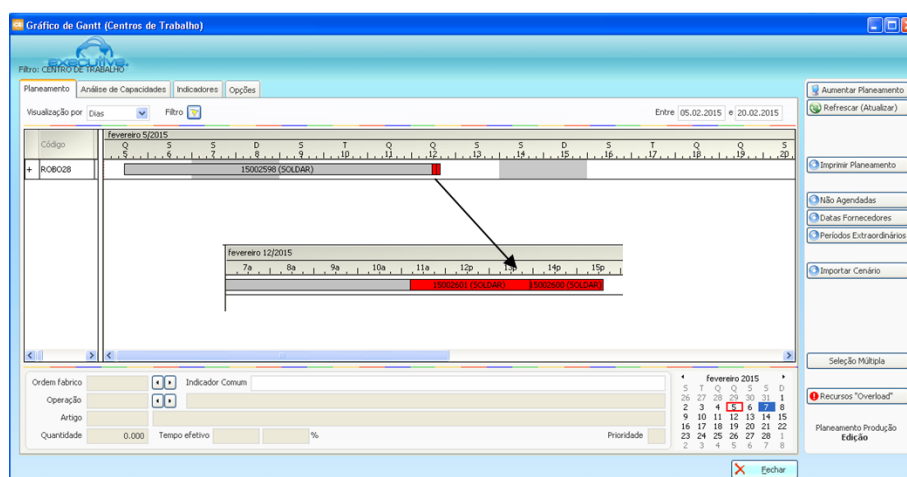 Gráfico de Gantt (Centros de Trabalho)
executive.
Filtro: CENTRO DE TRABALHO
Planeamento Análise de Capacidades Indicadores Opções
Visualização por Dias Filtro Entre 05.02.2015 e 20.02.2015
Código fevereiro 5/2015
Q S S D S T Q Q S S D S T Q Q S
5 6 7 8 9 10 11 12 13 14 15 16 17 18 19 20
+ ROBO28 15002598 (SOLDAR)
fevereiro 12/2015
7a 8a 9a 10a 11a 12p 13p 14p 15p
15002601 (SOLDAR) 15002600 (SOLDAR)
Aumentar Planeamento
Refrescar (Atualizar)
Imprimir Planeamento
Não Agendadas
Datas Fornecedores
Períodos Extraordinários
Importar Cenário
Seleção Múltipla
Recursos "Overload"
Planeamento Produção
Edição
Ordem fabrico Indicador Comum
Operação
Artigo
Quantidade 0.000 Tempo efetivo % Prioridade
fevereiro 2015
S T Q Q S S D
26 27 28 29 30 31 1
2 3 4 5 6 7 8
9 10 11 12 13 14 15
16 17 18 19 20 21 22
23 24 25 26 27 28 1
2 3 4 5 6 7 8
Fechar